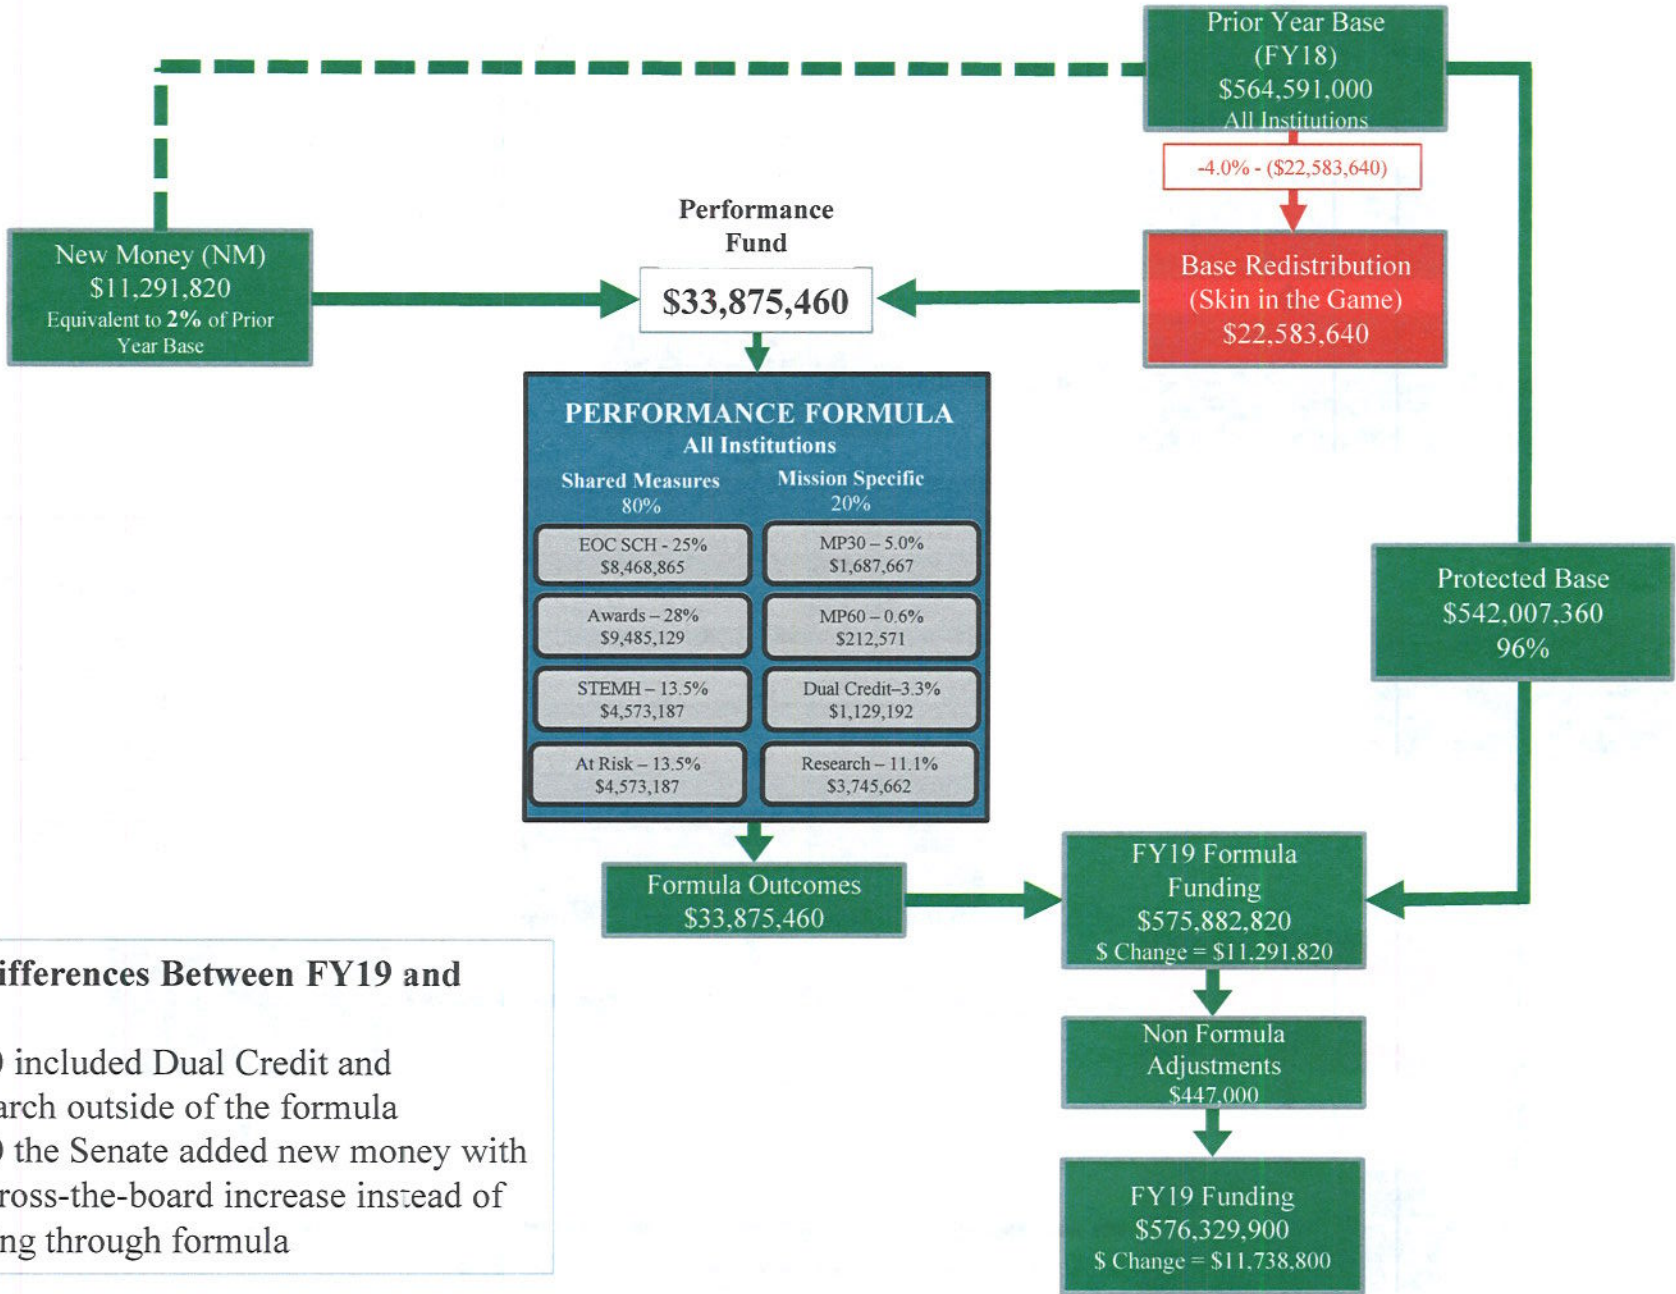 Prior Year Base
(FY18)
$564,591,000
All Institutions
-4.0% - ($22,583,640)
New Money (NM)
$11,291,820
Equivalent to 2% of Prior
Year Base
Performance
Fund
$33,875,460
Base Redistribution
(Skin in the Game)
$22,583,640
PERFORMANCE FORMULA
All Institutions
Shared Measures
80%
Mission Specific
20%
EOC SCH - 25%
$8,468,865
MP30 – 5.0%
$1,687,667
Awards – 28%
$9,485,129
MP60 – 0.6%
$212,571
STEMH – 13.5%
$4,573,187
Dual Credit–3.3%
$1,129,192
At Risk – 13.5%
$4,573,187
Research – 11.1%
$3,745,662
Protected Base
$542,007,360
96%
Formula Outcomes
$33,875,460
FY19 Formula
Funding
$575,882,820
$ Change = $11,291,820
Non Formula
Adjustments
$447,000
FY19 Funding
$576,329,900
$ Change = $11,738,800
Between FY19 and
included Dual Credit and
outside of the formula
the Senate added new money with
increase instead of
through formula